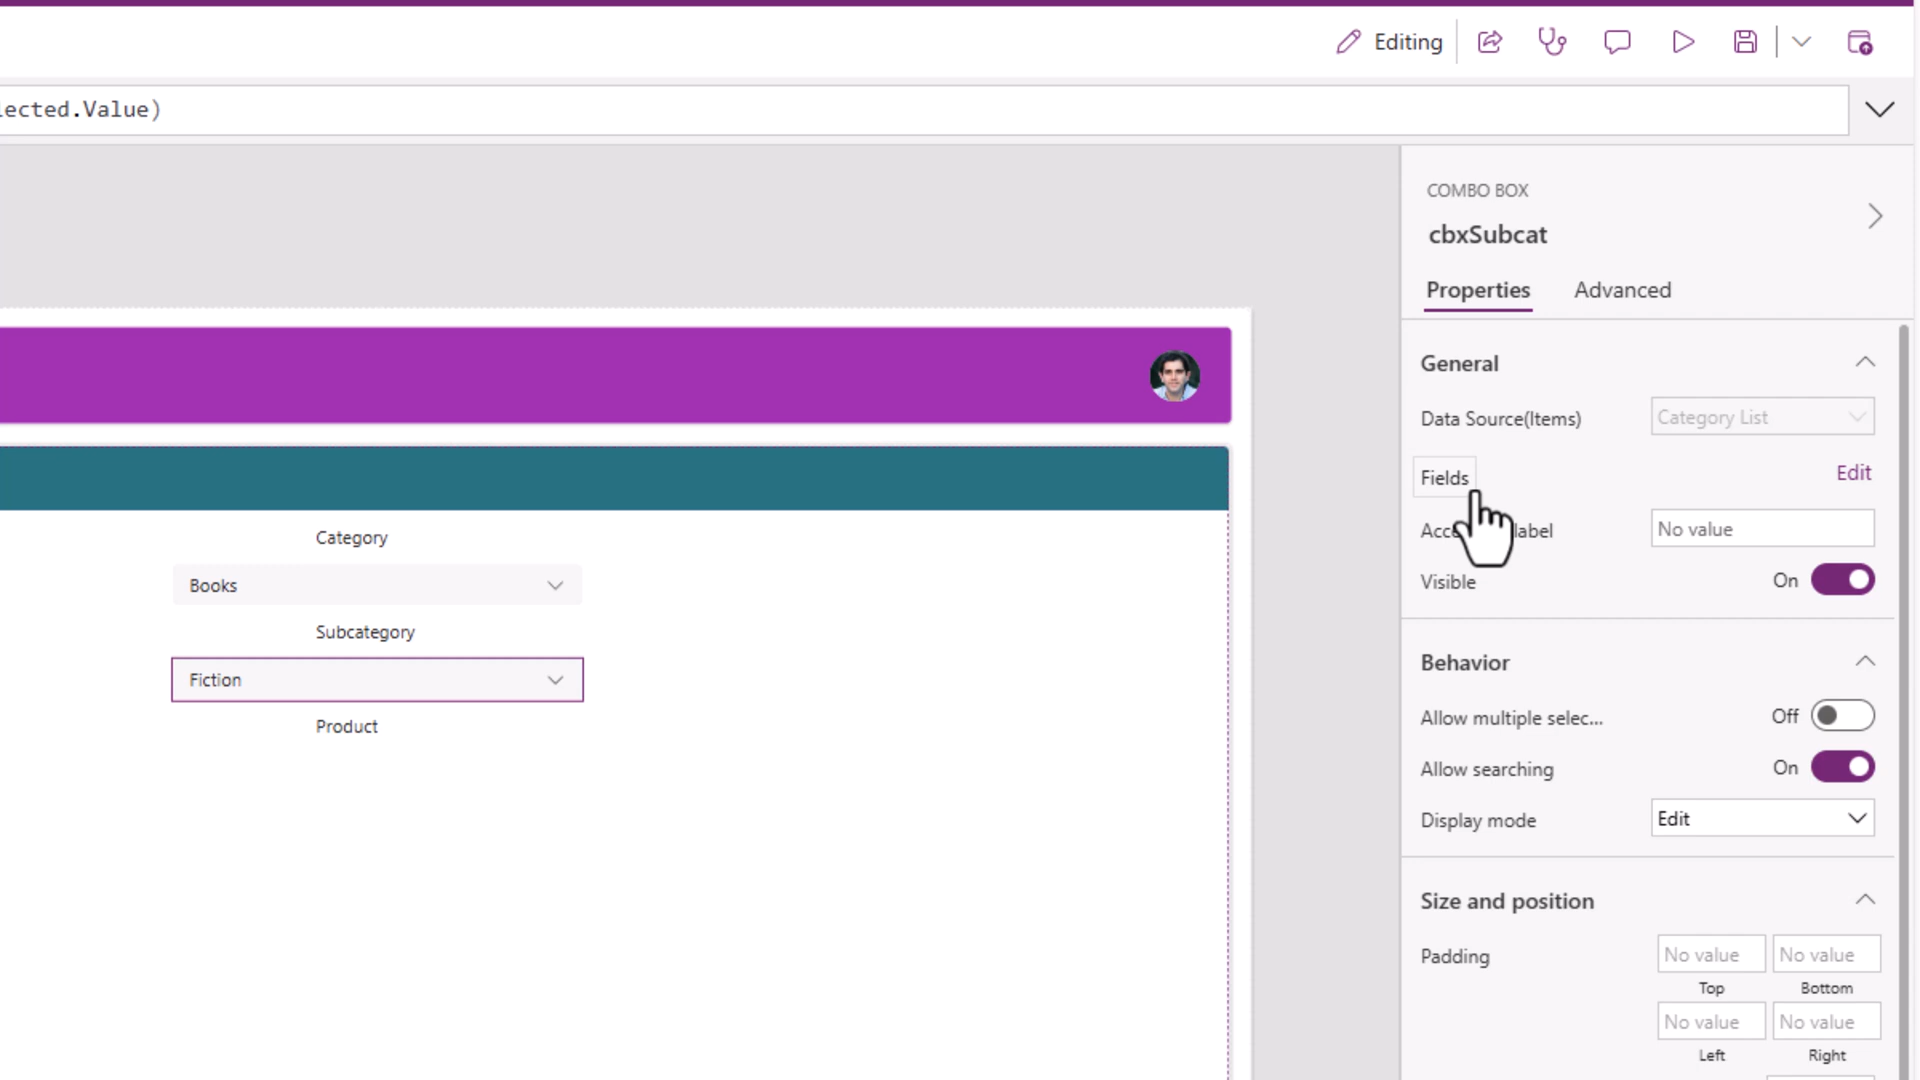 Editing
lected.Value)
COMBO BOX
cbxSubcat
Properties Advanced
General
Data Source(Items) Category List
Fields Edit
label No value
Visible On
Behavior
Allow multiple selec... Off
Allow searching On
Display mode Edit
Size and position
Padding No value No value
Top Bottom
No value No value
Left Right
Category
Books
Subcategory
Fiction
Product